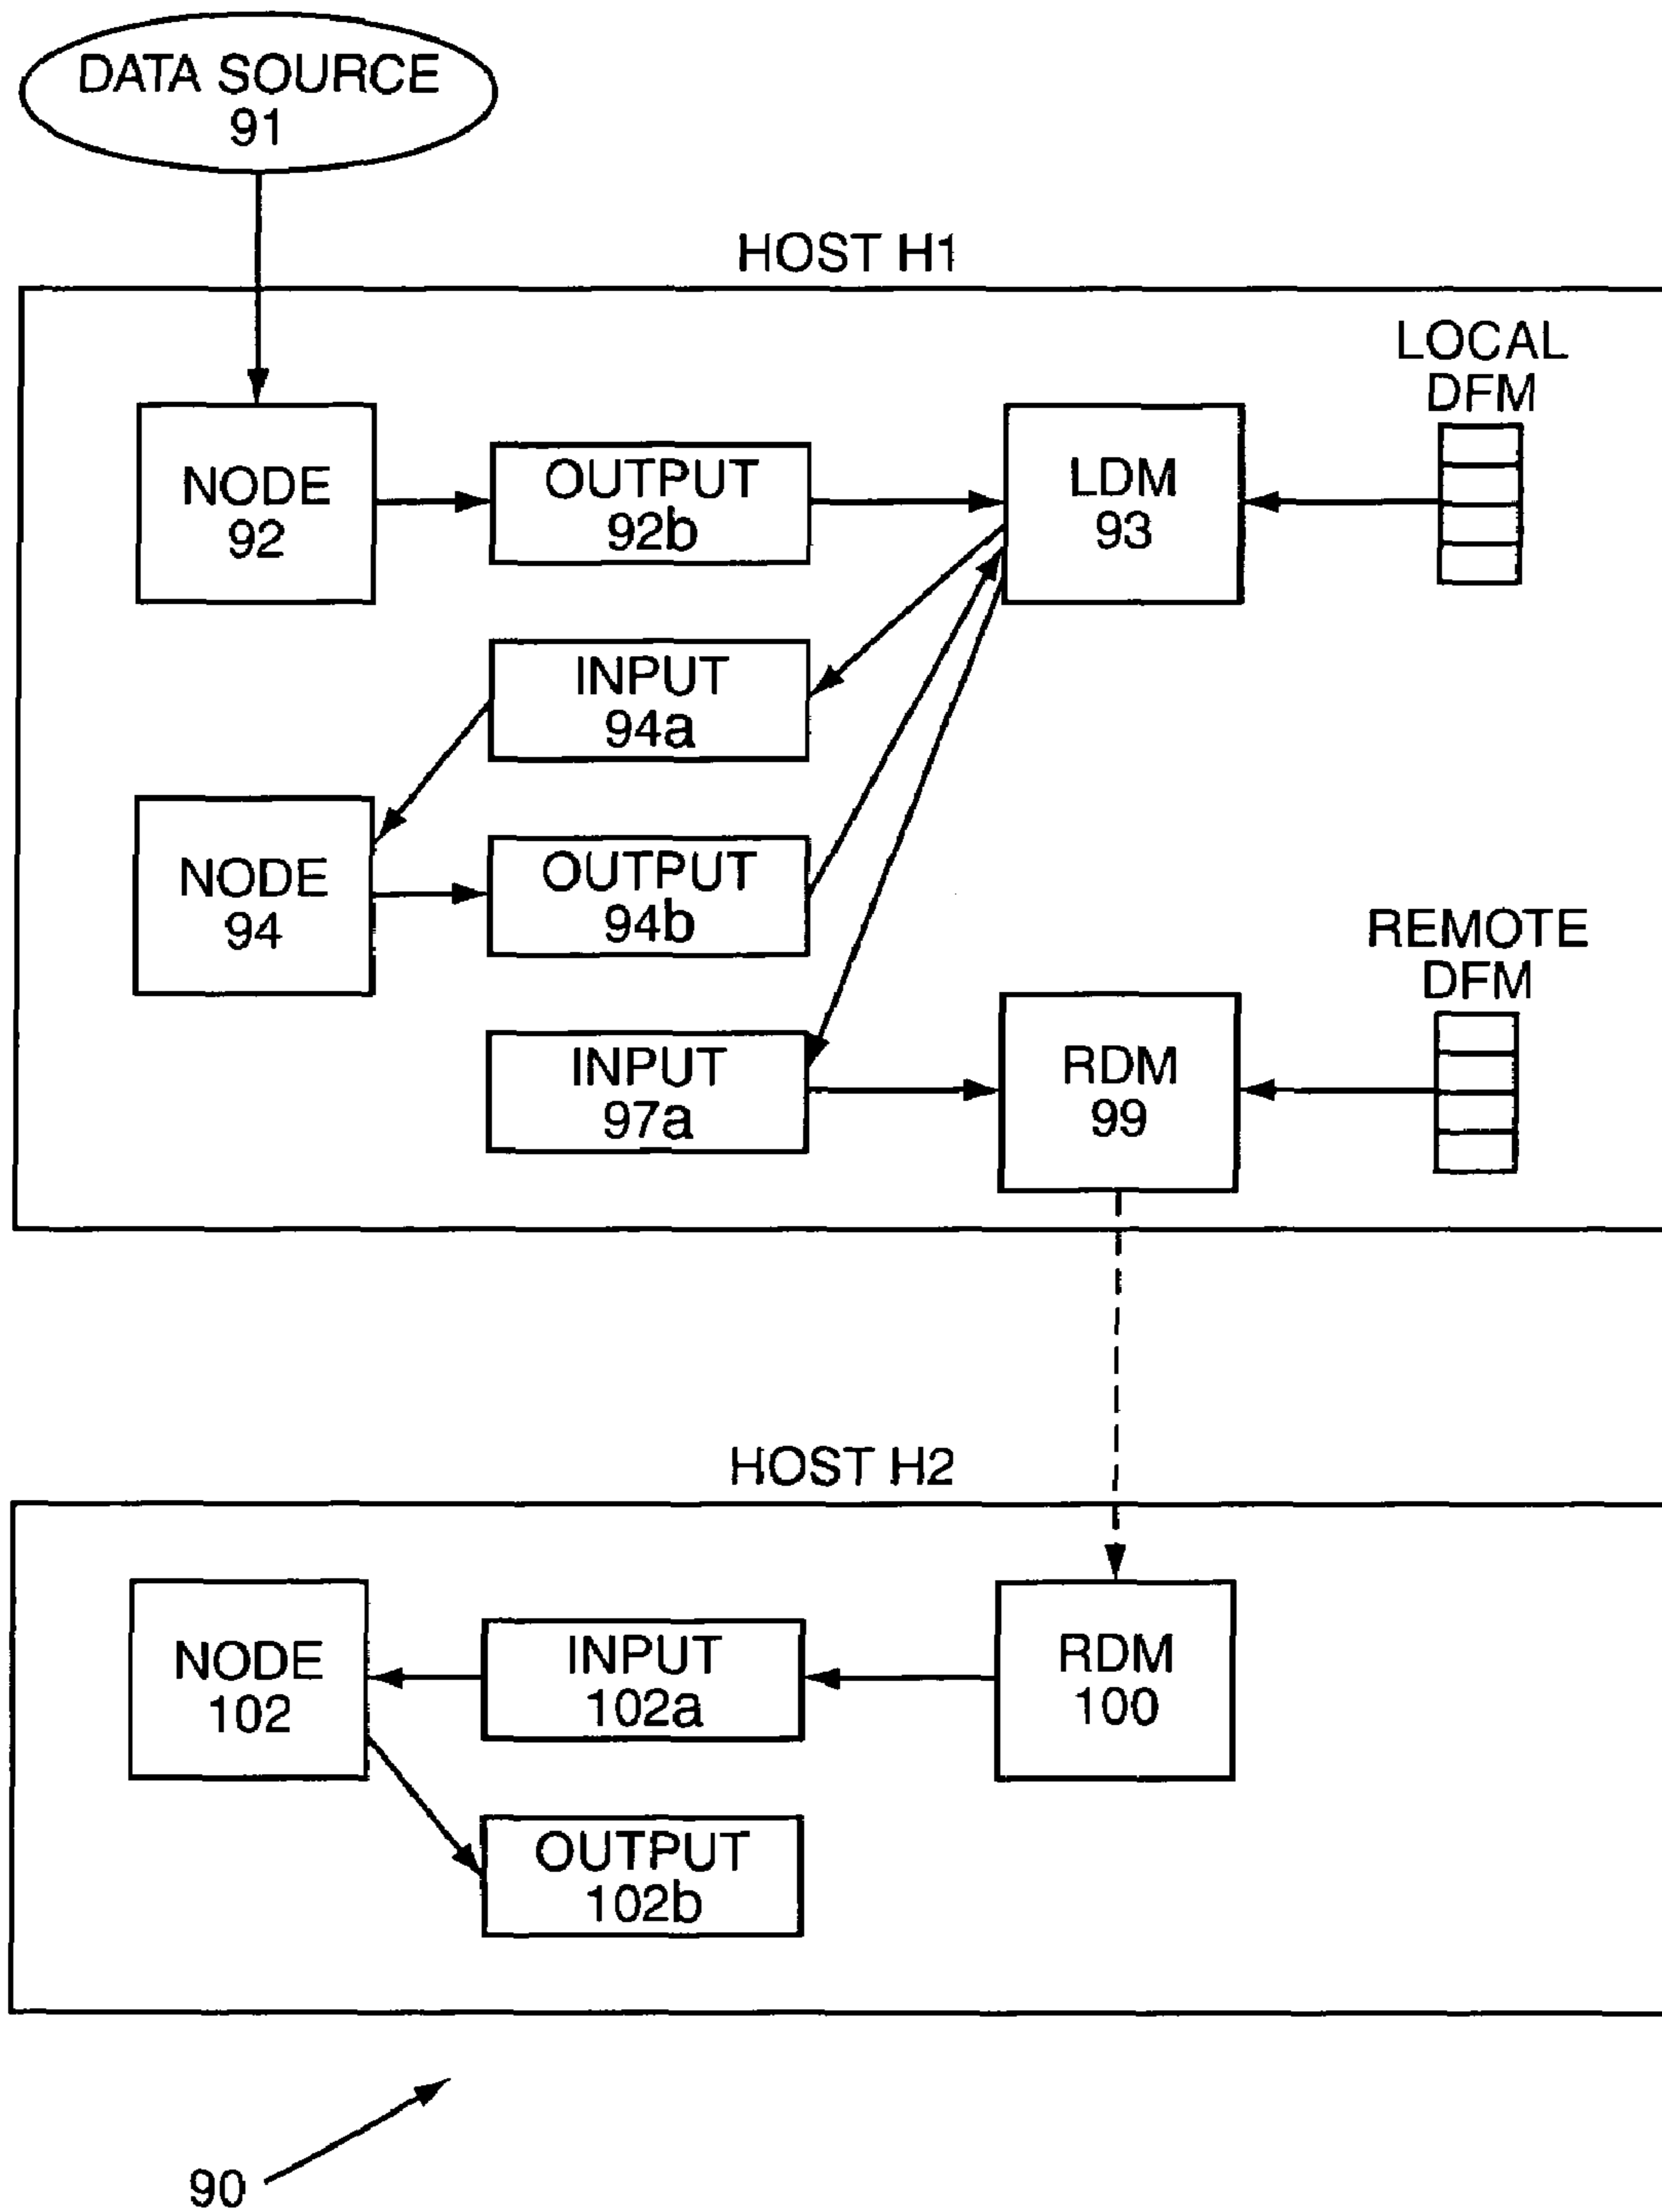 DATA SOURCE
91
HOST H1
LOCAL
DFM
NODE
92
OUTPUT
92b
LDM
93
INPUT
94a
NODE
94
OUTPUT
94b
REMOTE
DFM
INPUT
97a
RDM
99
HOST H2
NODE
102
INPUT
102a
RDM
100
OUTPUT
102b
90